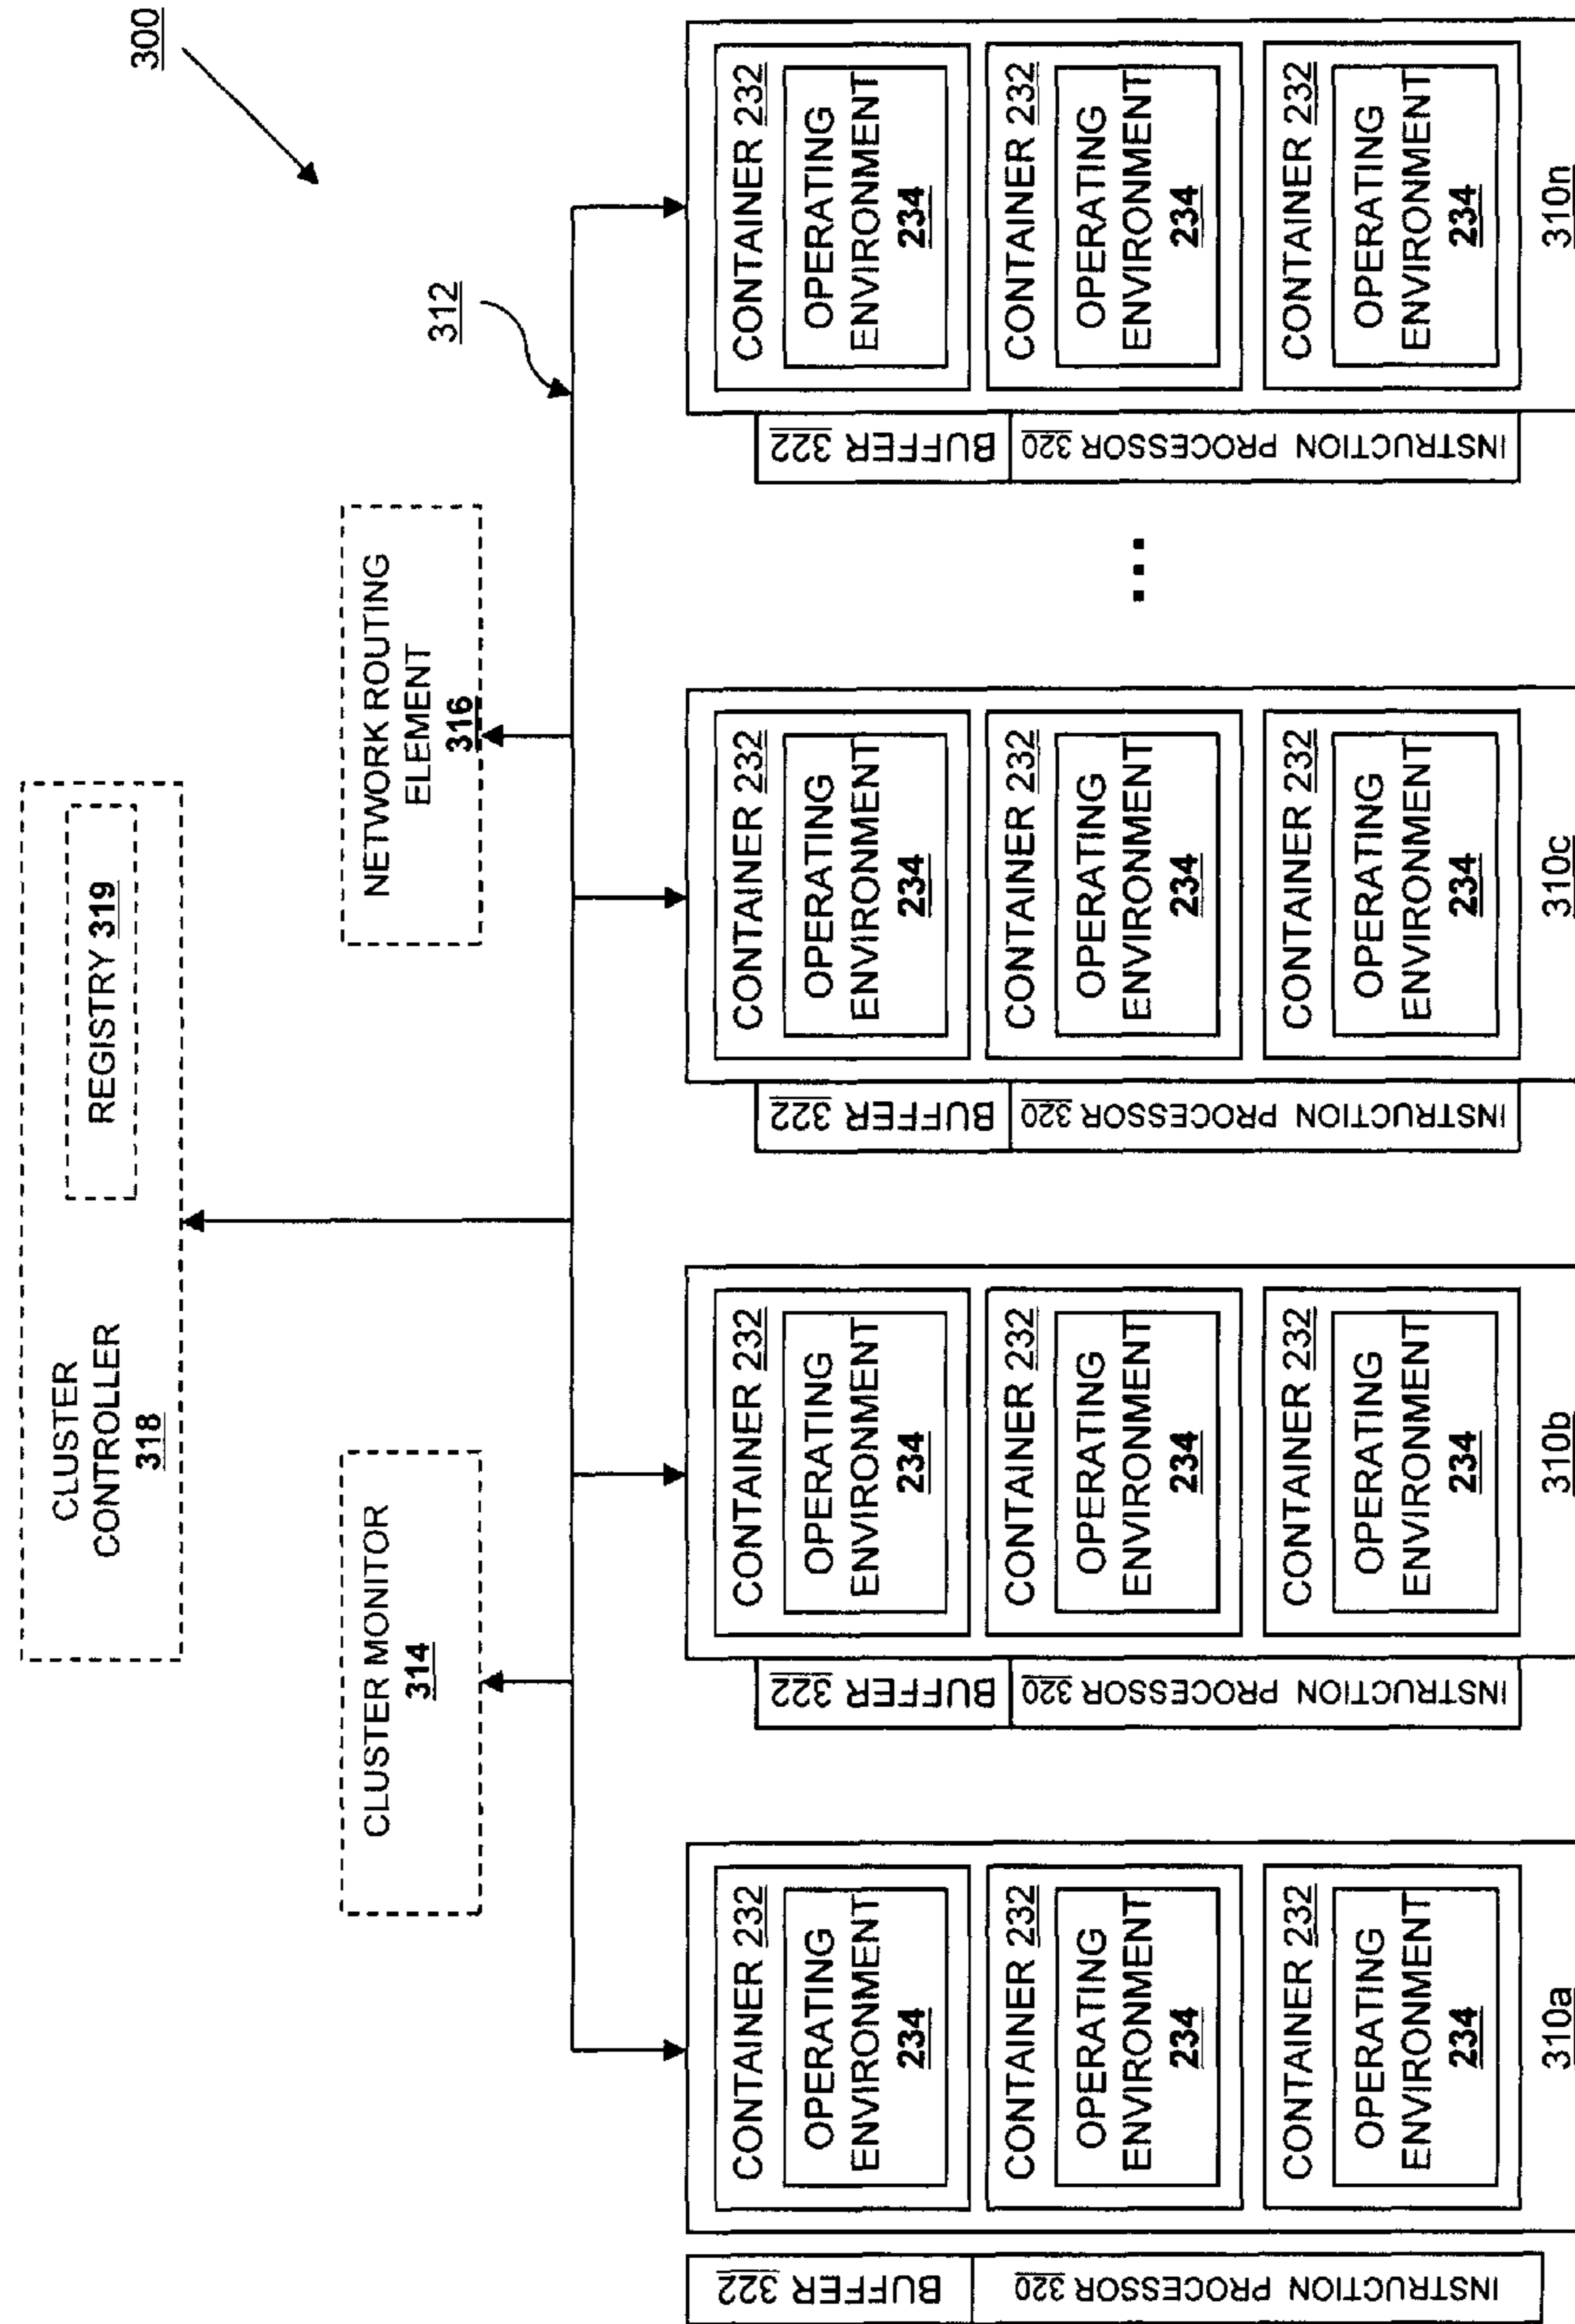 300
CLUSTER
CONTROLLER
318
REGISTRY 319
CLUSTER MONITOR
314
NETWORK ROUTING
ELEMENT
316
312
BUFFER 322
INSTRUCTION PROCESSOR 320
CONTAINER 232
OPERATING
ENVIRONMENT
234
CONTAINER 232
OPERATING
ENVIRONMENT
234
CONTAINER 232
OPERATING
ENVIRONMENT
234
310a
BUFFER 322
INSTRUCTION PROCESSOR 320
CONTAINER 232
OPERATING
ENVIRONMENT
234
CONTAINER 232
OPERATING
ENVIRONMENT
234
CONTAINER 232
OPERATING
ENVIRONMENT
234
310b
BUFFER 322
INSTRUCTION PROCESSOR 320
CONTAINER 232
OPERATING
ENVIRONMENT
234
CONTAINER 232
OPERATING
ENVIRONMENT
234
CONTAINER 232
OPERATING
ENVIRONMENT
234
310c
...
BUFFER 322
INSTRUCTION PROCESSOR 320
CONTAINER 232
OPERATING
ENVIRONMENT
234
CONTAINER 232
OPERATING
ENVIRONMENT
234
CONTAINER 232
OPERATING
ENVIRONMENT
234
310n